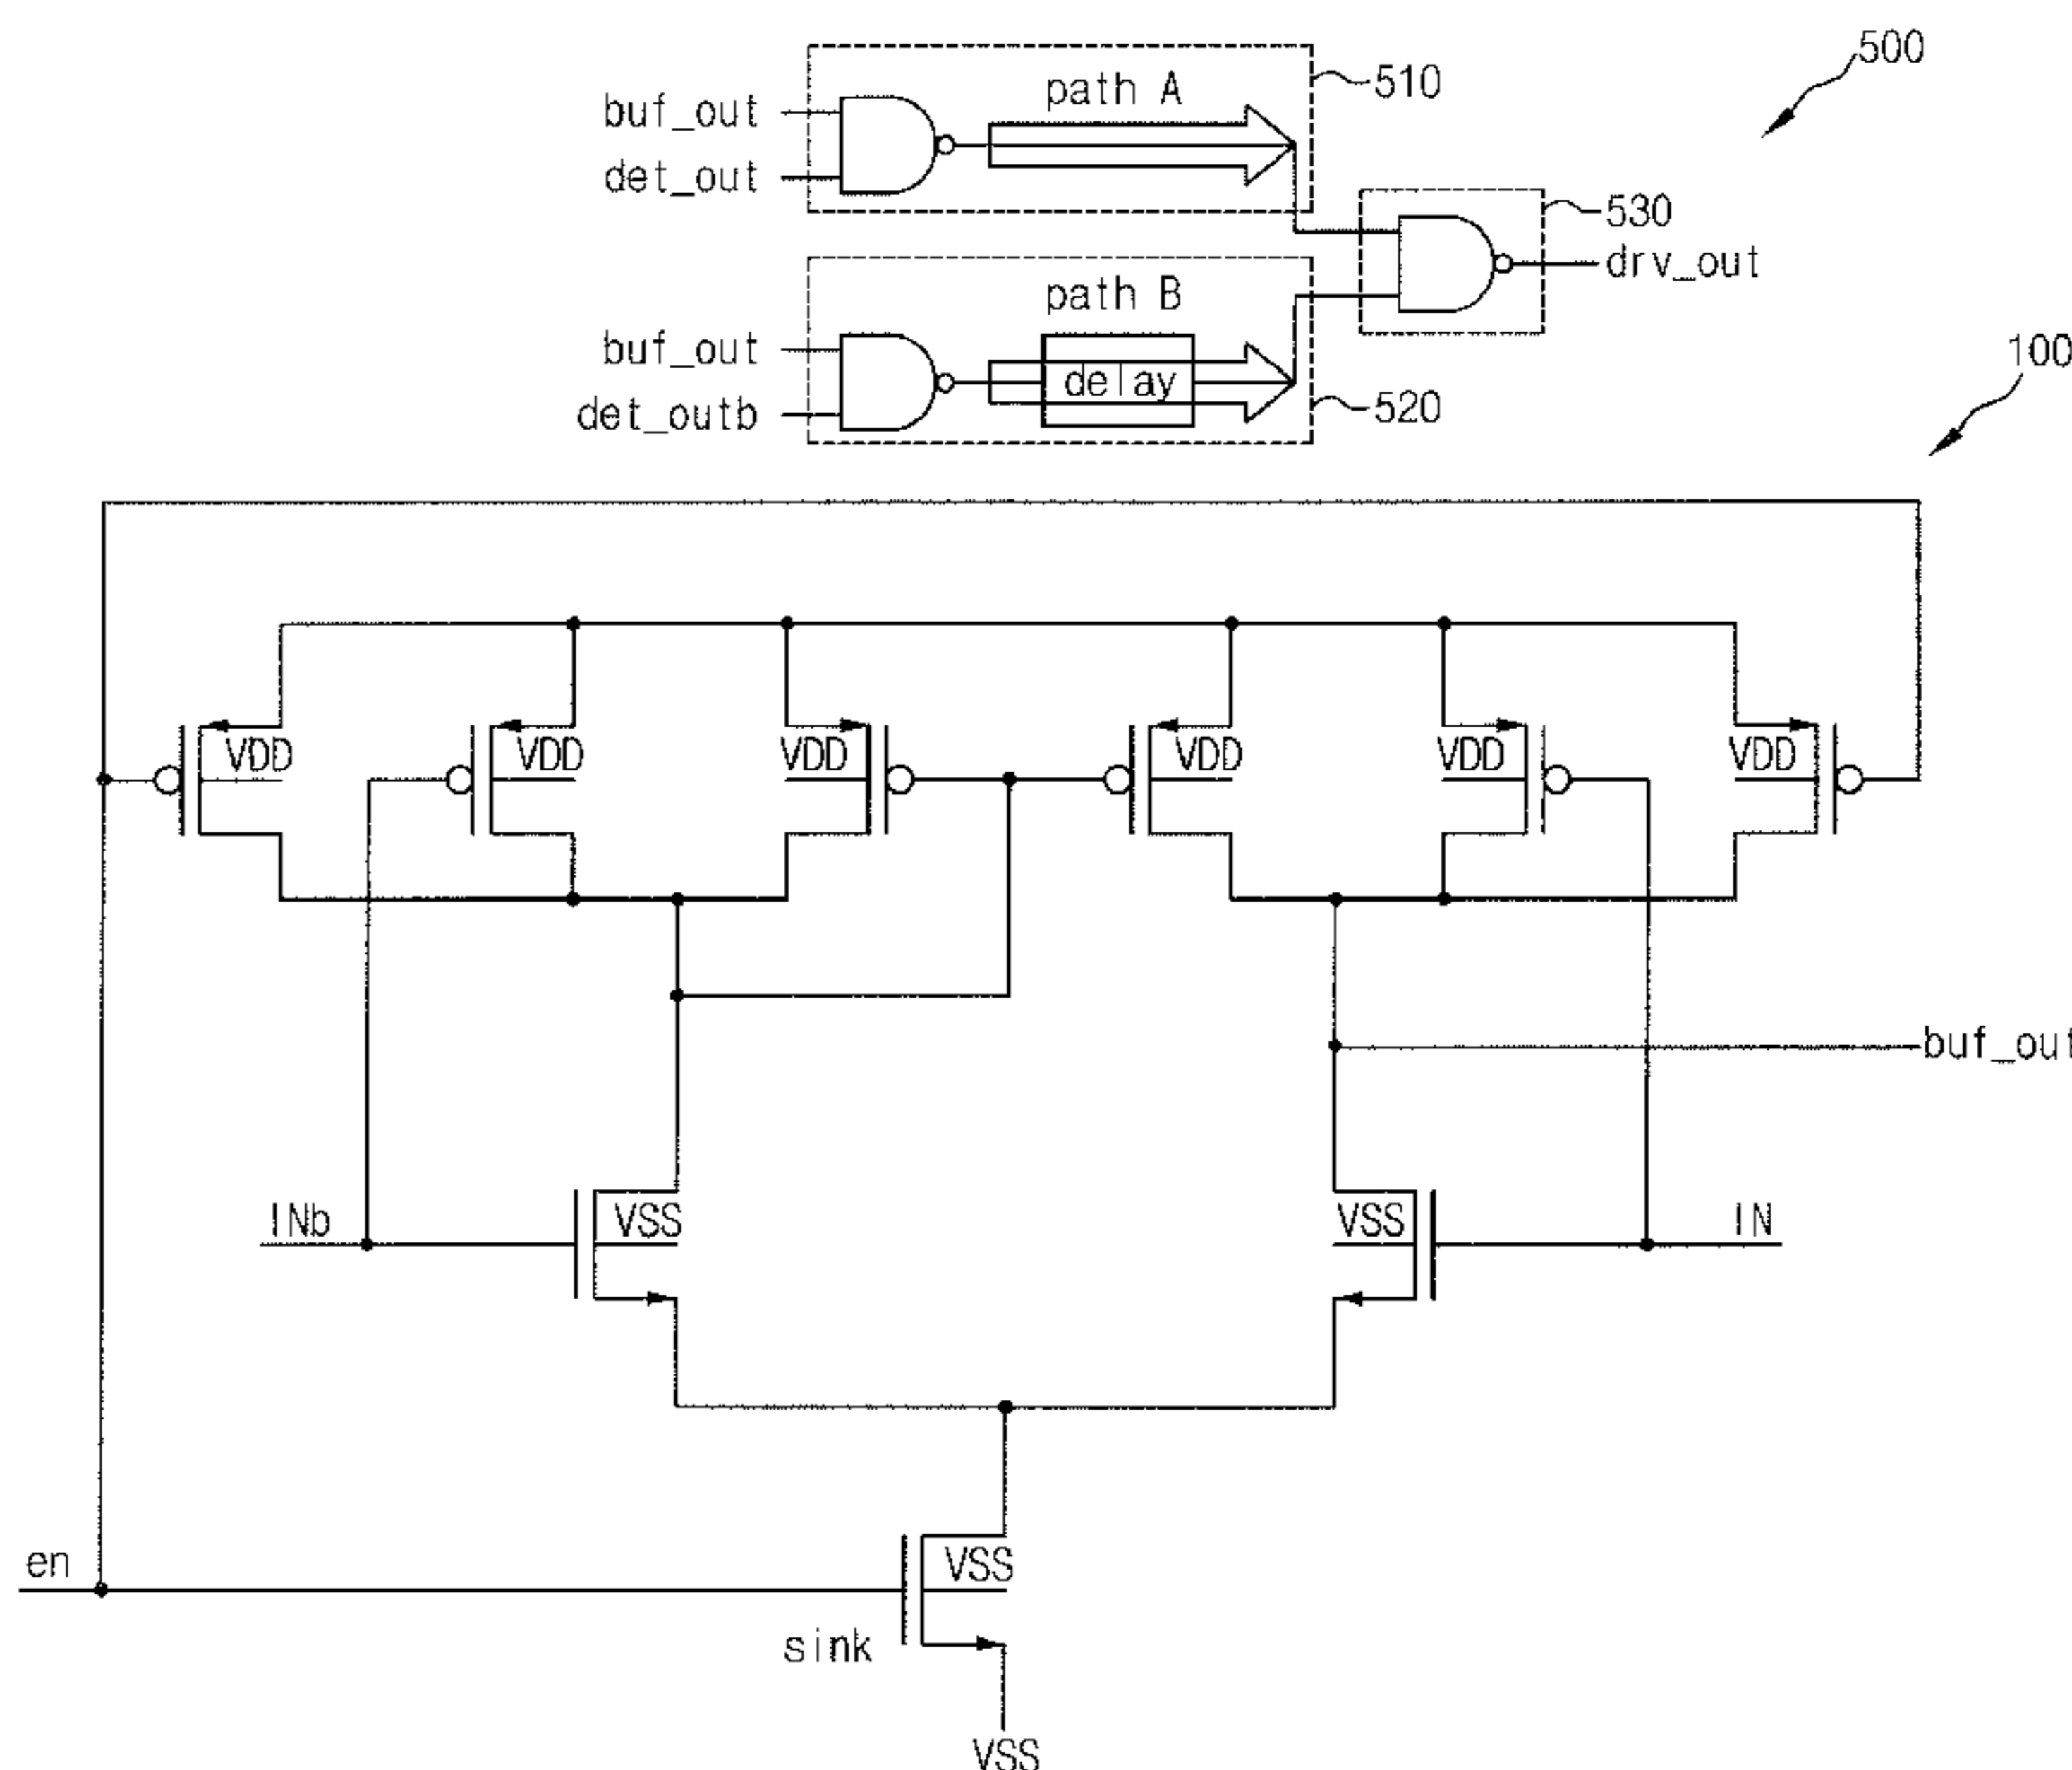 500
path A
510
buf_out
det_out
530
drv_out
path B
buf_out
delay
det_outb
520
100
VDD VDD VDD VDD VDD VDD
buf_out
INb VSS VSS IN
en
VSS
sink
VSS